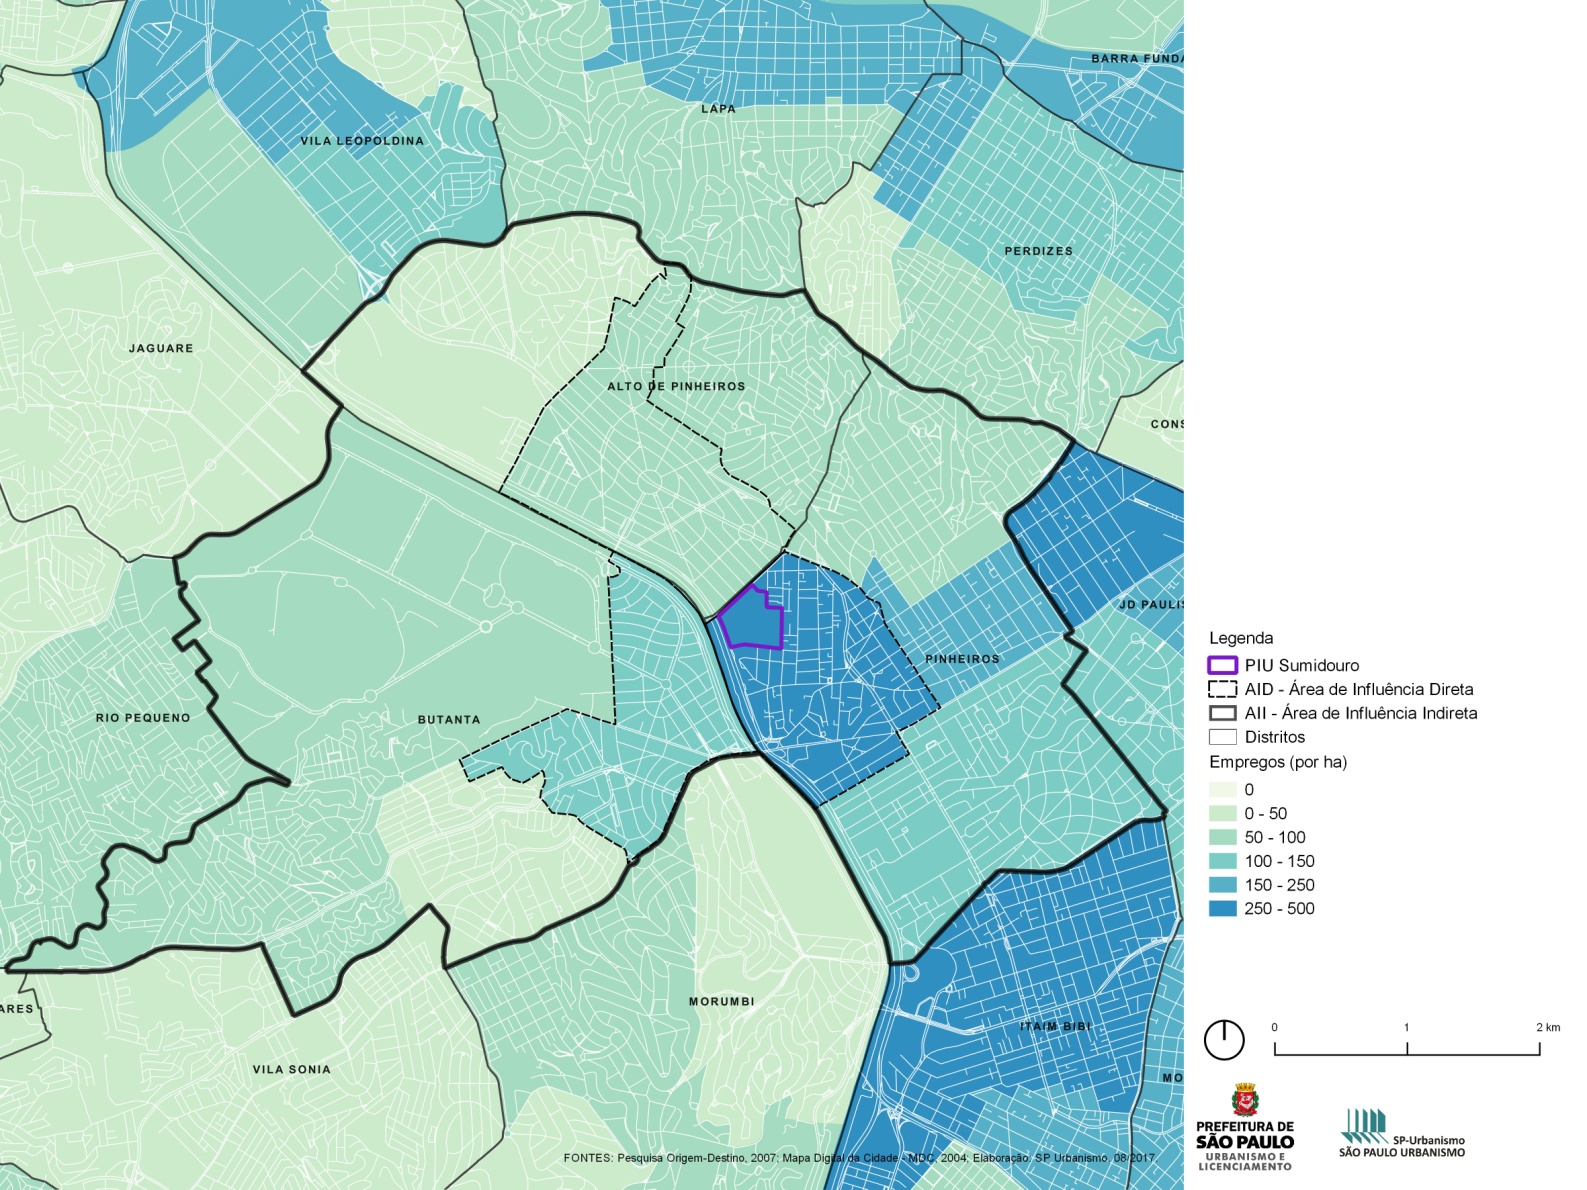 BARRA FUNDA
LAPA
VILA LEOPOLDINA
PERDIZES
JAGUARE
ALTO DE PINHEIROS
CONS
JD PAULIS
PINHEIROS
RIO PEQUENO
BUTANTA
MORUMBI
ARES
ITAIM BIBI
VILA SONIA
MO
FONTES: Pesquisa Origem-Destino, 2007; Mapa Digital da Cidade - MDC, 2004; Elaboração: SP Urbanismo. 08/2017.
Legenda
PIU Sumidouro
AID - Área de Influência Direta
AII - Área de Influência Indireta
Distritos
Empregos (por ha)
0
0 - 50
50 - 100
100 - 150
150 - 250
250 - 500
0 1 2 km
PREFEITURA DE
SÃO PAULO
URBANISMO E
LICENCIAMENTO
SP-Urbanismo
SÃO PAULO URBANISMO